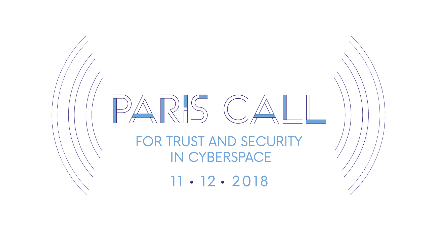 PARIS CALL
FOR TRUST AND SECURITY
IN CYBERSPACE
11 • 12 • 2018